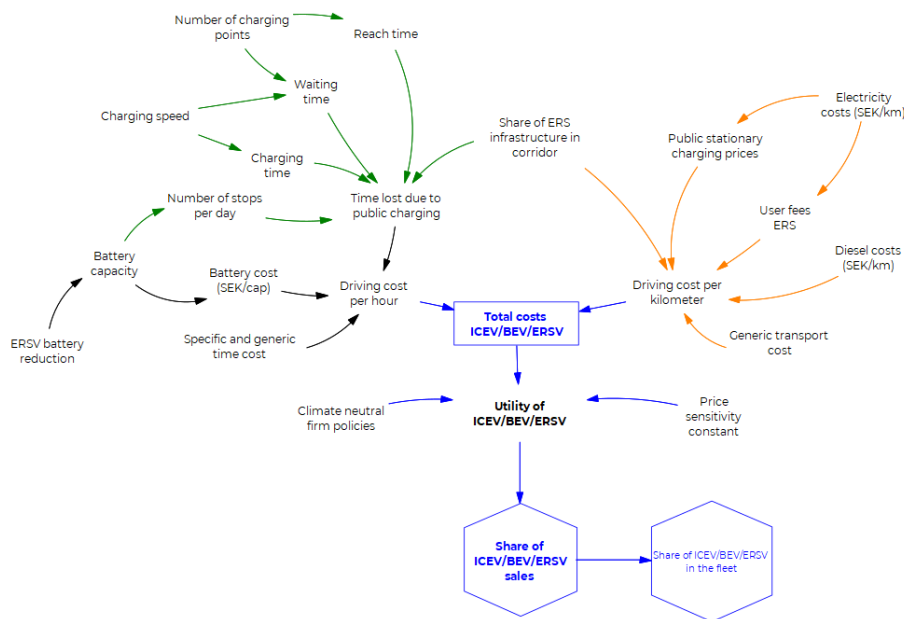 Number of charging
points
Reach time
Waiting
time
Charging speed
Charging
time
Share of ERS
infrastructure in
corridor
Electricity
costs (SEK/km)
Public stationary
charging prices
Number of stops
per day
Time lost due to
public charging
User fees
ERS
Diesel costs
(SEK/km)
Battery
capacity
Battery cost
(SEK/cap)
Driving cost
per hour
Driving cost per
kilometer
ERSV battery
reduction
Specific and generic
time cost
Total costs
ICEV/BEV/ERSV
Generic transport
cost
Climate neutral
firm policies
Utility of
ICEV/BEV/ERSV
Price
sensitivity
constant
Share of
ICEV/BEV/ERSV
sales
Share of ICEV/BEV/ERSV
in the fleet